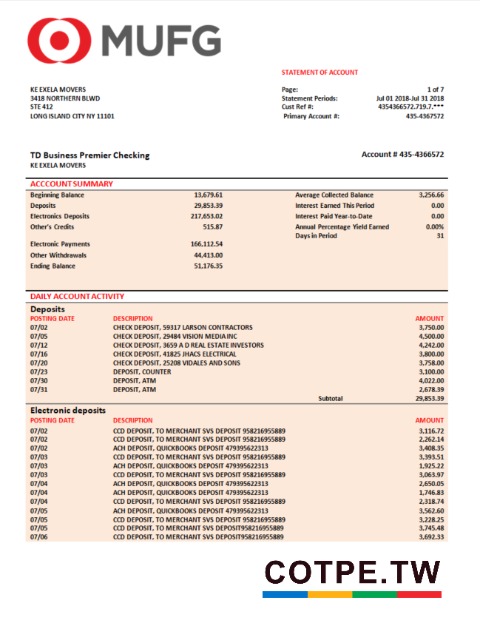 MUFG
STATEMENT OF ACCOUNT
KE EXELA MOVERS Page: 1 of 7
341B NORTHERN BLWD Statement Periods: Jul 01 2018-Jul 31 2018
STE 412 Cust Ref #: 4354366572.719.7.***
LONG ISLAND CITY NY 11101 Primary Account #: 435-4367572
TD Business Premier Checking Account # 435-4366572
KE EXELA MOVERS
ACCCOUNT SUMMARY
Beginning Balance 13,679.61 Average Collected Balance 3,256.66
Deposits 29,853.39 Interest Earned This Period 0.00
Electronics Deposits 217,653.02 Interest Paid Year-to-Date 0.00
Other's Credits 515.87 Annual Percentage Yield Earned 0.00%
Days in Period 31
Electronic Payments 166,112.54
Other Withdrawals 44,413.00
Ending Balance 51,176.35
DAILY ACCOUNT ACTIVITY
Deposits
POSTING DATE DESCRIPTION AMOUNT
07/02 CHECK DEPOSIT, 59317 LARSON CONTRACTORS 3,750.00
07/05 CHECK DEPOSIT, 29484 VISION MEDIA INC 4,500.00
07/12 CHECK DEPOSIT, 3659 A D REAL ESTATE INVESTORS 4,242.00
07/16 CHECK DEPOSIT, 41825 JHACS ELECTRICAL 3,800.00
07/20 CHECK DEPOSIT, 25208 VIDALES AND SONS 3,758.00
07/23 DEPOSIT, COUNTER 3,100.00
07/30 DEPOSIT, ATM 4,022.00
07/31 DEPOSIT, ATM 2,678.39
Subtotal 29,853.39
Electronic deposits
POSTING DATE DESCRIPTION AMOUNT
07/02 CCD DEPOSIT, TO MERCHANT SVS DEPOSIT 958216955889 3,116.72
07/02 CCD DEPOSIT, TO MERCHANT SVS DEPOSIT 958216955889 2,262.14
07/02 ACH DEPOSIT, QUICKBOOKS DEPOSIT 479395622313 3,408.35
07/03 CCD DEPOSIT, TO MERCHANT SVS DEPOSIT 958216955889 3,393.51
07/03 ACH DEPOSIT, QUICKBOOKS DEPOSIT 479395622313 1,925.22
07/03 CCD DEPOSIT, TO MERCHANT SVS DEPOSIT 958216955889 3,063.97
07/04 ACH DEPOSIT, QUICKBOOKS DEPOSIT 479395622313 2,650.05
07/04 ACH DEPOSIT, QUICKBOOKS DEPOSIT 479395622313 1,746.83
07/04 CCD DEPOSIT, TO MERCHANT SVS DEPOSIT 958216955889 2,318.74
07/05 ACH DEPOSIT, QUICKBOOKS DEPOSIT 479395622313 3,562.60
07/05 CCD DEPOSIT, TO MERCHANT SVS DEPOSIT 958216955889 3,228.25
07/05 CCD DEPOSIT, TO MERCHANT SVS DEPOSIT958216955889 3,745.48
07/06 CCD DEPOSIT, TO MERCHANT SVS DEPOSIT958216955889 3,692.33
COTPE.TW